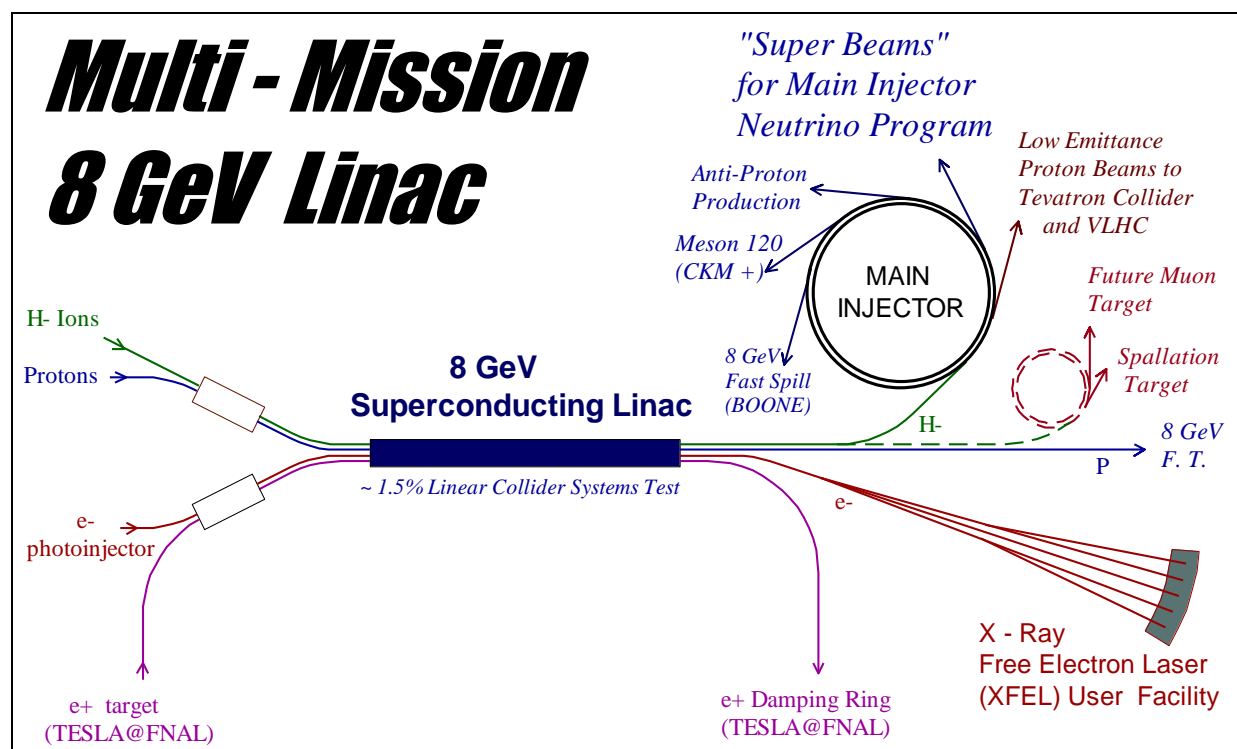 Multi - Mission
8 GeV Linac
"Super Beams"
for Main Injector
Neutrino Program
Low Emittance
Proton Beams to
Tevatron Collider
and VLHC
Anti-Proton
Production
Meson 120
(CKM +)
MAIN
INJECTOR
Future Muon
Target
Spallation
Target
8 GeV
Fast Spill
(BOONE)
H- Ions
Protons
8 GeV
Superconducting Linac
~ 1.5% Linear Collider Systems Test
H-
8 GeV
F. T.
P
e-
e-
photoinjector
X - Ray
Free Electron Laser
(XFEL) User Facility
e+ target
(TESLA@FNAL)
e+ Damping Ring
(TESLA@FNAL)